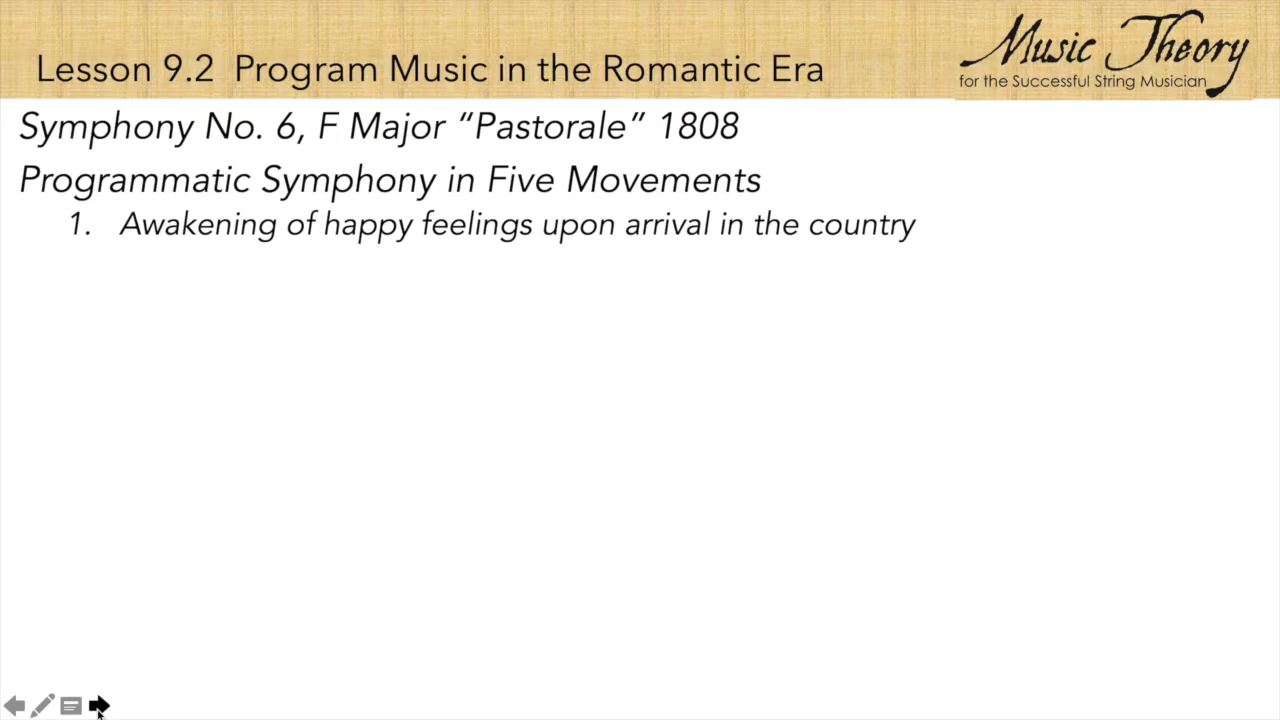 Lesson 9.2 Program Music in the Romantic Era
Music Theory
for the Successful String Musician
Symphony No. 6, F Major “Pastorale” 1808
Programmatic Symphony in Five Movements
1. Awakening of happy feelings upon arrival in the country